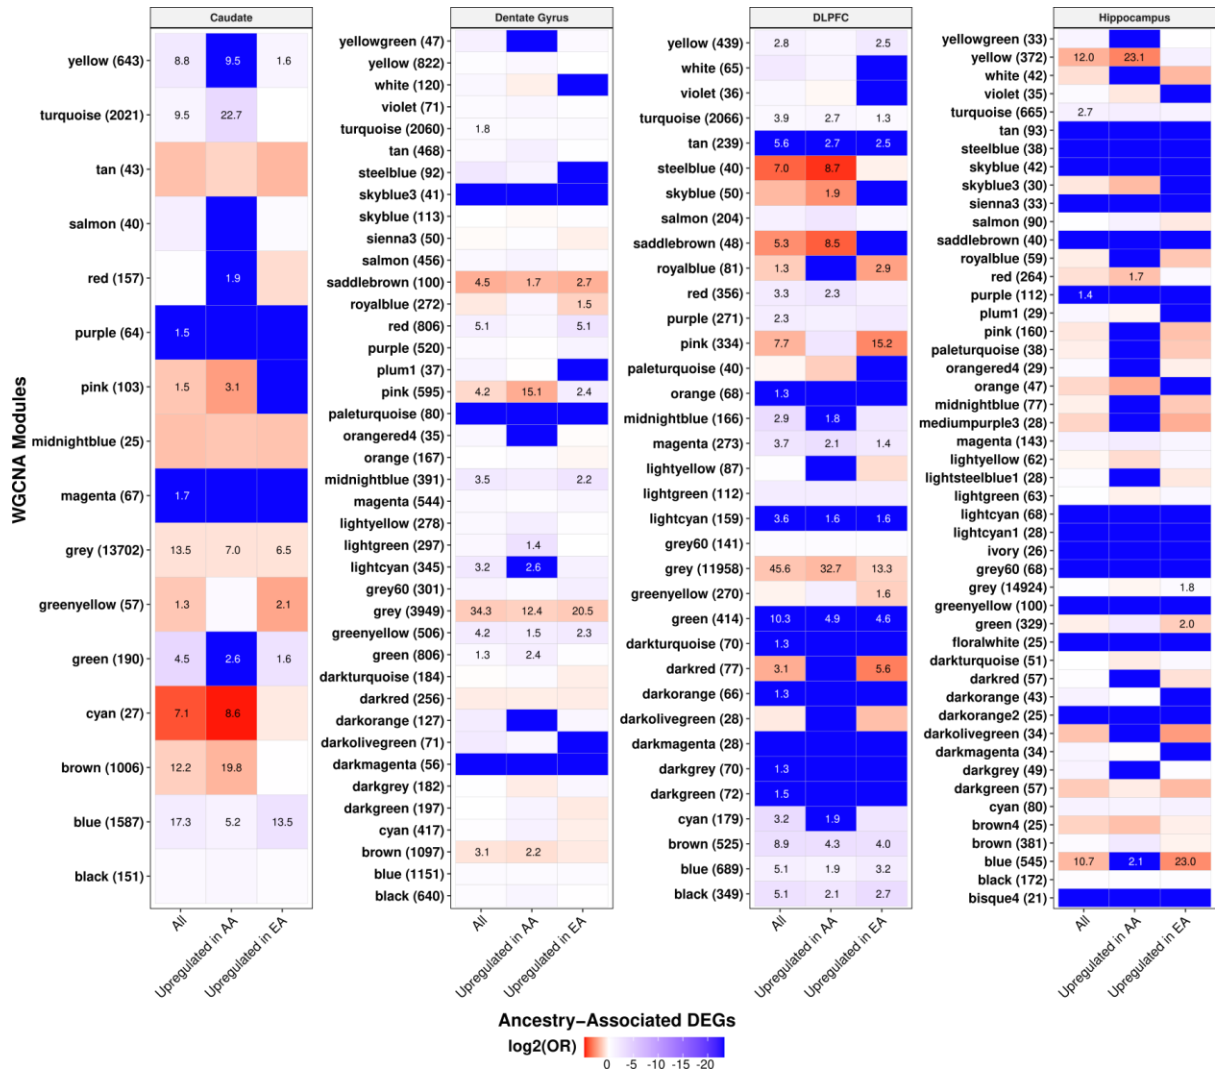 Caudate
Dentate Gyrus
DLPFC
Hippocampus
WGCNA Modules
yellow (643) 8.8 9.5 1.6
turquoise (2021) 9.5 22.7
tan (43)
salmon (40)
red (157) 1.9
purple (64) 1.5
pink (103) 1.5 3.1
midnightblue (25)
magenta (67) 1.7
grey (13702) 13.5 7.0 6.5
greenyellow (57) 1.3 2.1
green (190) 4.5 2.6 1.6
cyan (27) 7.1 8.6
brown (1006) 12.2 19.8
blue (1587) 17.3 5.2 13.5
black (151)
All
Upregulated in AA
Upregulated in EA
yellowgreen (47)
yellow (822)
white (120)
violet (71)
turquoise (2060) 1.8
tan (468)
steelblue (92)
skyblue3 (41)
skyblue (113)
sienna3 (50)
salmon (456)
saddlebrown (100) 4.5 1.7 2.7
royalblue (272) 1.5
red (806) 5.1 5.1
purple (520)
plum1 (37)
pink (595) 4.2 15.1 2.4
paleturquoise (80)
orangered4 (35)
orange (167)
midnightblue (391) 3.5 2.2
magenta (544)
lightyellow (278)
lightgreen (297) 1.4
lightcyan (345) 3.2 2.6
grey60 (301)
grey (3949) 34.3 12.4 20.5
greenyellow (506) 4.2 1.5 2.3
green (806) 1.3 2.4
darkturquoise (184)
darkred (256)
darkorange (127)
darkolivegreen (71)
darkmagenta (56)
darkgrey (182)
darkgreen (197)
cyan (417)
brown (1097) 3.1 2.2
blue (1151)
black (640)
All
Upregulated in AA
Upregulated in EA
yellow (439) 2.8 2.5
white (65)
violet (36)
turquoise (2066) 3.9 2.7 1.3
tan (239) 5.6 2.7 2.5
steelblue (40) 7.0 8.7
skyblue (50) 1.9
salmon (204)
saddlebrown (48) 5.3 8.5
royalblue (81) 1.3 2.9
red (356) 3.3 2.3
purple (271) 2.3
pink (334) 7.7 15.2
paleturquoise (40)
orange (68) 1.3
midnightblue (166) 2.9 1.8
magenta (273) 3.7 2.1 1.4
lightyellow (87)
lightgreen (112)
lightcyan (159) 3.6 1.6 1.6
grey60 (141)
grey (11958) 45.6 32.7 13.3
greenyellow (270) 1.6
green (414) 10.3 4.9 4.6
darkturquoise (70) 1.3
darkred (77) 3.1 5.6
darkorange (66) 1.3
darkolivegreen (28)
darkmagenta (28)
darkgrey (70) 1.3
darkgreen (72) 1.5
cyan (179) 3.2 1.9
brown (525) 8.9 4.3 4.0
blue (689) 5.1 1.9 3.2
black (349) 5.1 2.1 2.7
All
Upregulated in AA
Upregulated in EA
yellowgreen (33)
yellow (372) 12.0 23.1
white (42)
violet (35)
turquoise (665) 2.7
tan (93)
steelblue (38)
skyblue (42)
skyblue3 (30)
sienna3 (33)
salmon (90)
saddlebrown (40)
royalblue (59)
red (264) 1.7
purple (112) 1.4
plum1 (29)
pink (160)
paleturquoise (38)
orangered4 (29)
orange (47)
midnightblue (77)
mediumpurple3 (28)
magenta (143)
lightyellow (62)
lightsteelblue1 (28)
lightgreen (63)
lightcyan (68)
lightcyan1 (28)
ivory (26)
grey60 (68)
grey (14924) 1.8
greenyellow (100)
green (329) 2.0
floralwhite (25)
darkturquoise (51)
darkred (57)
darkorange (43)
darkorange2 (25)
darkolivegreen (34)
darkmagenta (34)
darkgrey (49)
darkgreen (57)
cyan (80)
brown4 (25)
brown (381)
blue (545) 10.7 2.1 23.0
black (172)
bisque4 (21)
All
Upregulated in AA
Upregulated in EA
Ancestry−Associated DEGs
log2(OR)
0 -5 -10 -15 -20